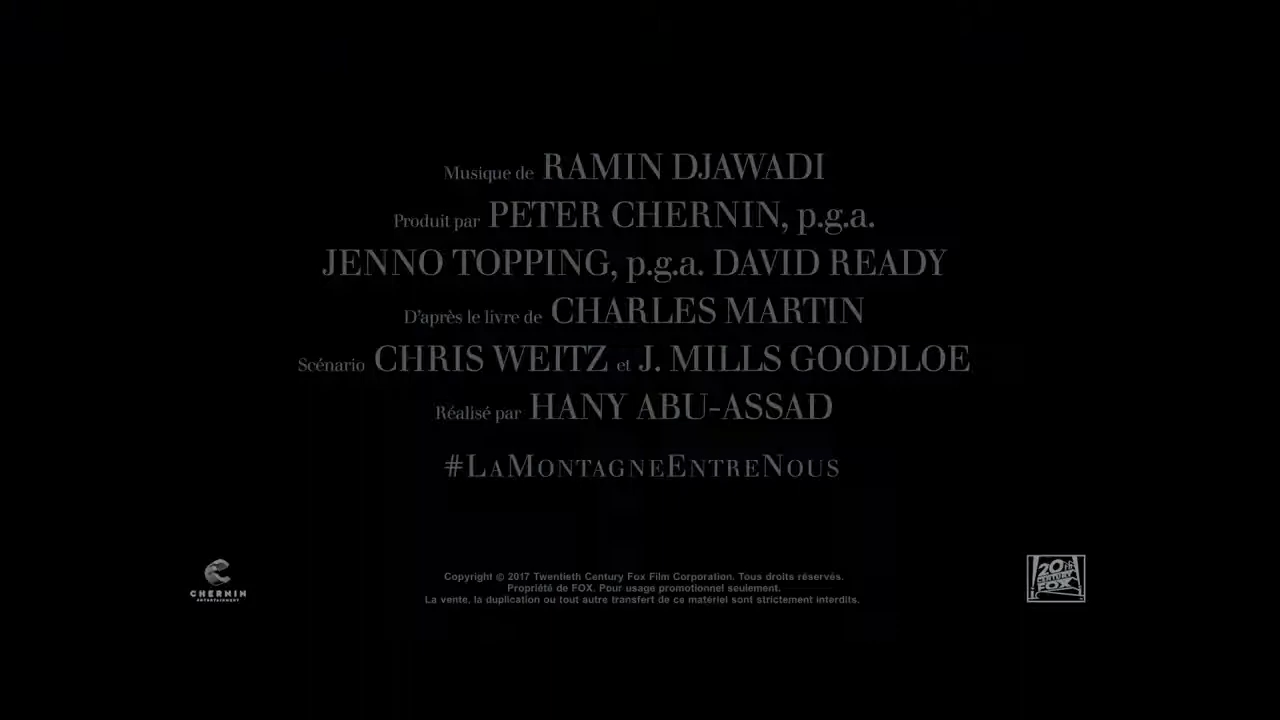 Musique de RAMIN DJAWADI
Produit par PETER CHERNIN, p.g.a.
JENNO TOPPING, p.g.a. DAVID READY
D'après le livre de CHARLES MARTIN
Scénario CHRIS WEITZ et J. MILLS GOODLOE
Réalisé par HANY ABU-ASSAD
#LAMONTAGNEENTRENOUS
CHERNIN
ENTERTAINMENT
Copyright © 2017 Twentieth Century Fox Film Corporation. Tous droits réservés.
Propriété de FOX. Pour usage promotionnel seulement.
La vente, la duplication ou tout autre transfert de ce matériel sont strictement interdits.
20th
CENTURY
FOX